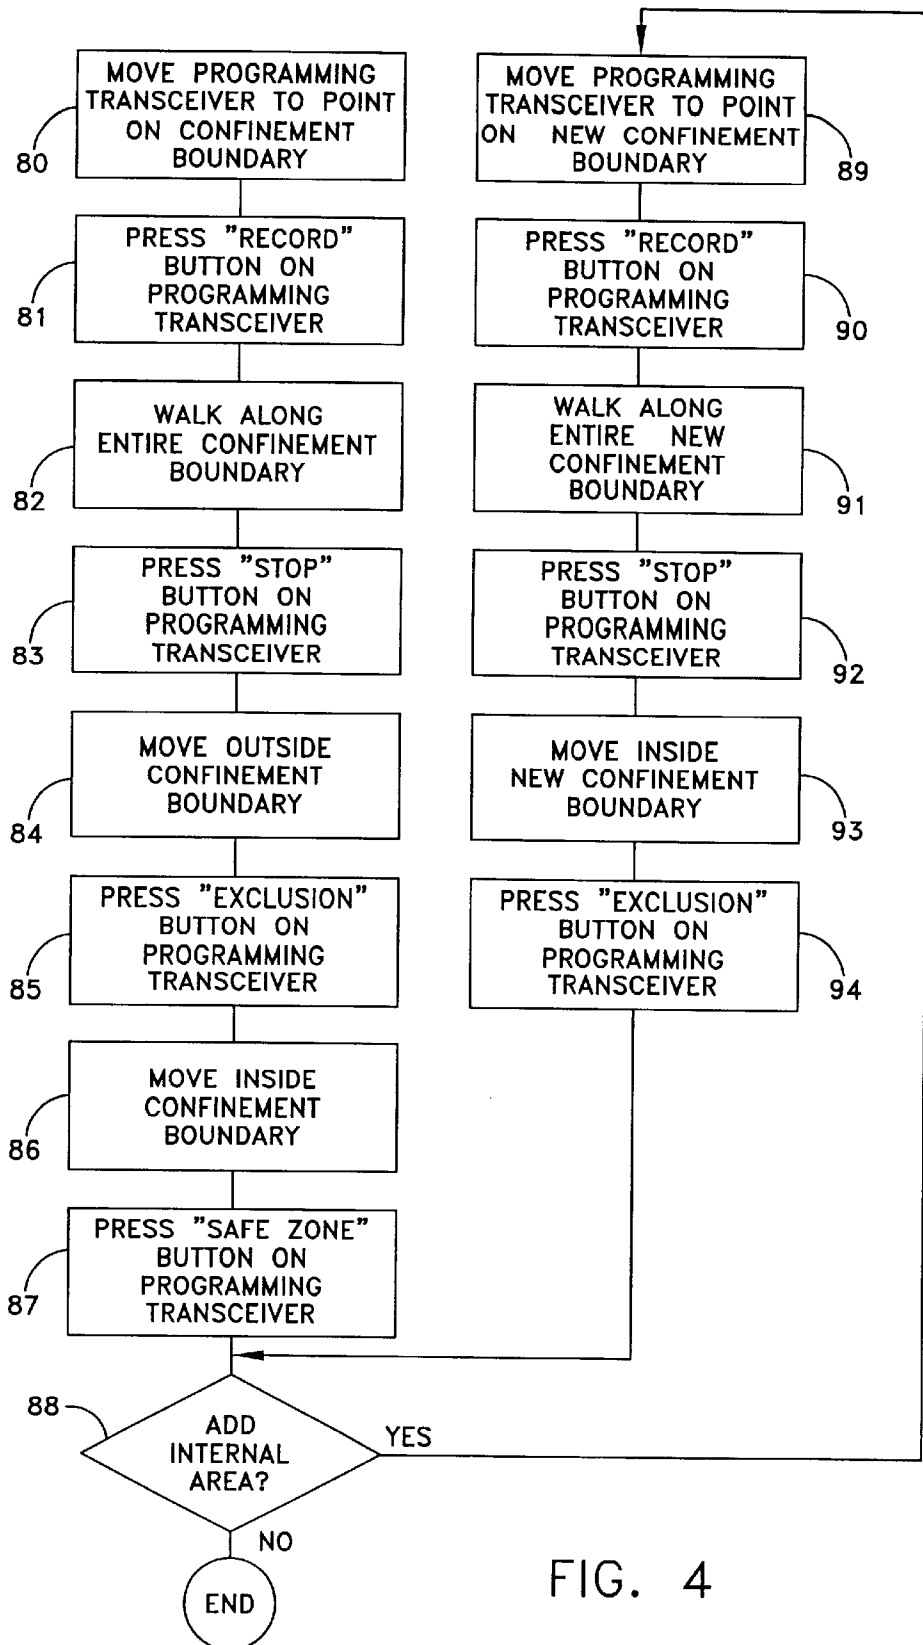 MOVE PROGRAMMING
TRANSCEIVER TO POINT
ON CONFINEMENT
BOUNDARY
80
PRESS "RECORD"
BUTTON ON
PROGRAMMING
TRANSCEIVER
81
WALK ALONG
ENTIRE CONFINEMENT
BOUNDARY
82
PRESS "STOP"
BUTTON ON
PROGRAMMING
TRANSCEIVER
83
MOVE OUTSIDE
CONFINEMENT
BOUNDARY
84
PRESS "EXCLUSION"
BUTTON ON
PROGRAMMING
TRANSCEIVER
85
MOVE INSIDE
CONFINEMENT
BOUNDARY
86
PRESS "SAFE ZONE"
BUTTON ON
PROGRAMMING
TRANSCEIVER
87
88
ADD
INTERNAL
AREA?
YES
NO
END
MOVE PROGRAMMING
TRANSCEIVER TO POINT
ON NEW CONFINEMENT
BOUNDARY
89
PRESS "RECORD"
BUTTON ON
PROGRAMMING
TRANSCEIVER
90
WALK ALONG
ENTIRE NEW
CONFINEMENT
BOUNDARY
91
PRESS "STOP"
BUTTON ON
PROGRAMMING
TRANSCEIVER
92
MOVE INSIDE
NEW CONFINEMENT
BOUNDARY
93
PRESS "EXCLUSION"
BUTTON ON
PROGRAMMING
TRANSCEIVER
94
FIG. 4